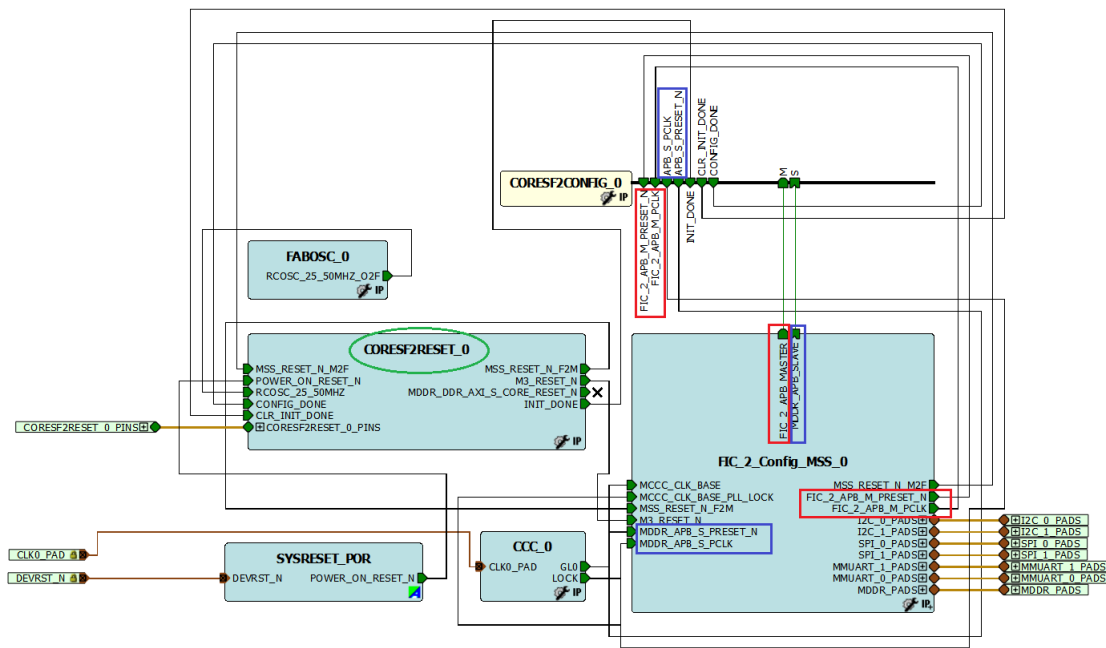 APB_S_PCLK
APB_S_PRESET_N
CLR_INIT_DONE
CONFIG_DONE
M
S
CORESF2CONFIG_0
IP
FIC_2_APB_M_PRESET_N
FIC_2_APB_M_PCLK
INIT_DONE
FABOSC_0
RCOSC_25_50MHZ_O2F
IP
CORESF2RESET_0
MSS_RESET_N_M2F
MSS_RESET_N_F2M
POWER_ON_RESET_N
M3_RESET_N
RCOSC_25_50MHZ
MDDR_DDR_AXI_S_CORE_RESET_N
CONFIG_DONE
INIT_DONE
CLR_INIT_DONE
CORESF2RESET_0_PINS
CORESF2RESET_0_PINS
IP
FIC_2_APB_MASTER
MDDR_APB_SLAVE
FIC_2_Config_MSS_0
MCCC_CLK_BASE
MSS_RESET_N_M2F
MCCC_CLK_BASE_PLL_LOCK
FIC_2_APB_M_PRESET_N
MSS_RESET_N_F2M
FIC_2_APB_M_PCLK
M3_RESET_N
I2C_0_PADS
I2C_0_PADS
MDDR_APB_S_PRESET_N
I2C_1_PADS
I2C_1_PADS
MDDR_APB_S_PCLK
SPI_0_PADS
SPI_0_PADS
SPI_1_PADS
SPI_1_PADS
MMUART_1_PADS
MMUART_1_PADS
MMUART_0_PADS
MMUART_0_PADS
MDDR_PADS
MDDR_PADS
IP
CLK0_PAD
DEVRST_N
SYSRESET_POR
DEVRST_N
POWER_ON_RESET_N
A
CCC_0
CLK0_PAD
GL0
LOCK
IP